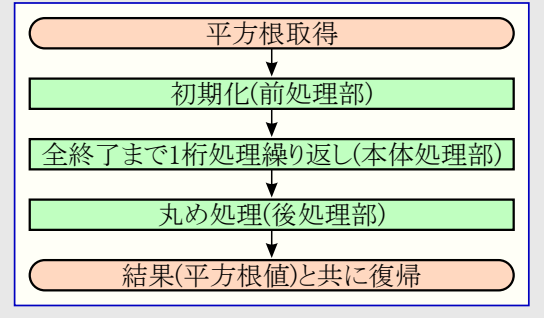 平方根取得
初期化(前処理部)
全終了まで1桁処理繰り返し(本体処理部)
丸め処理(後処理部)
結果(平方根値)と共に復帰